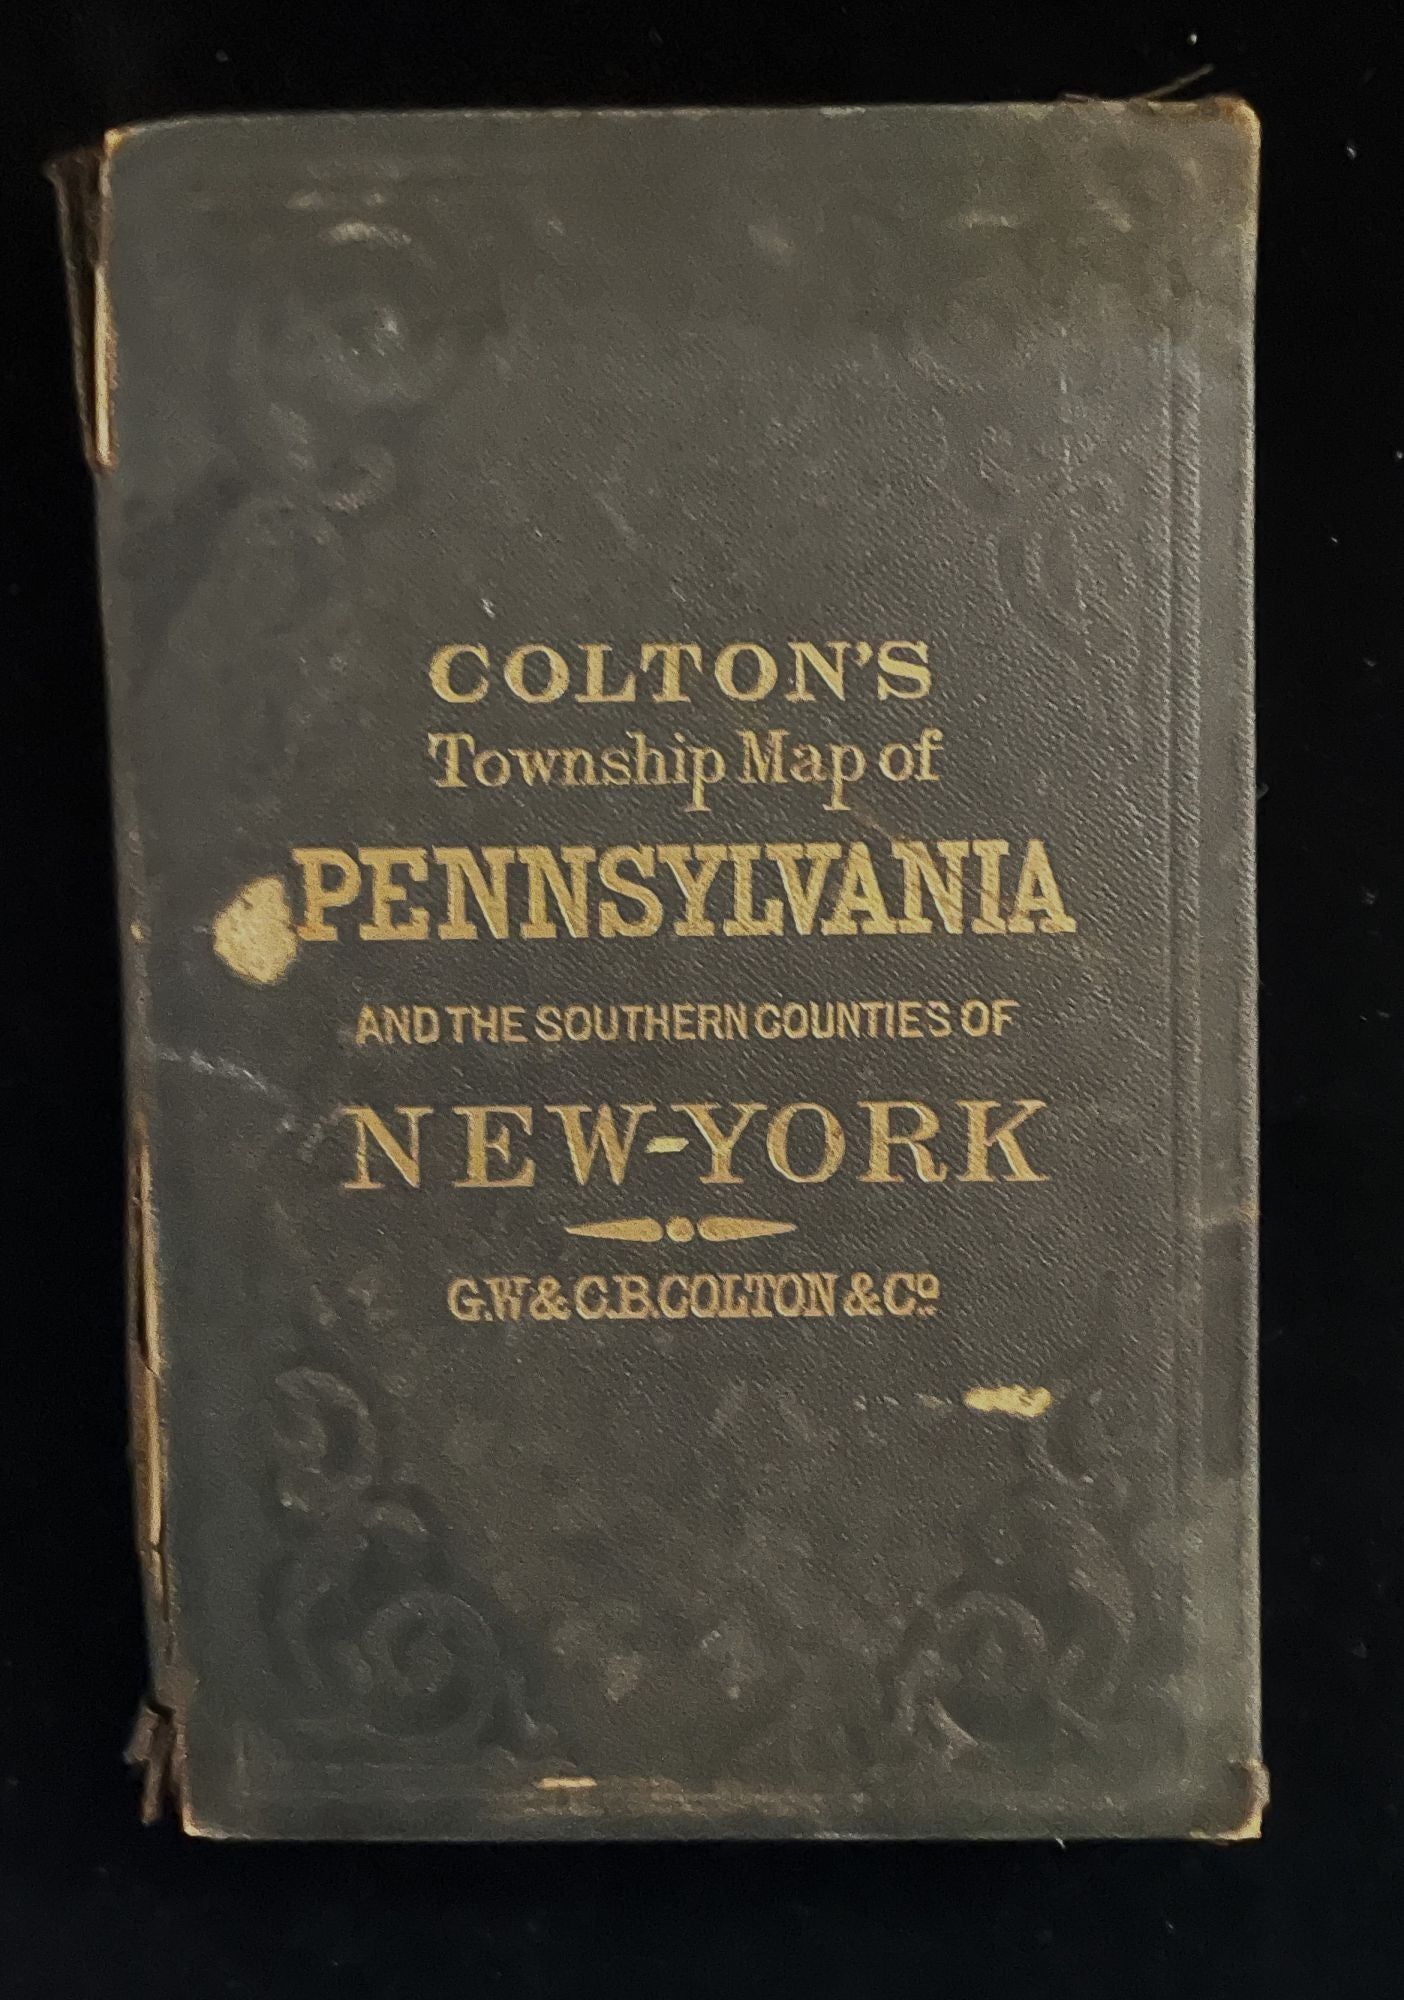 COLTON'S
Township Map of
PENNSYLVANIA
AND THE SOUTHERN COUNTIES OF
NEW-YORK
G.W & C.B. COLTON & Co.